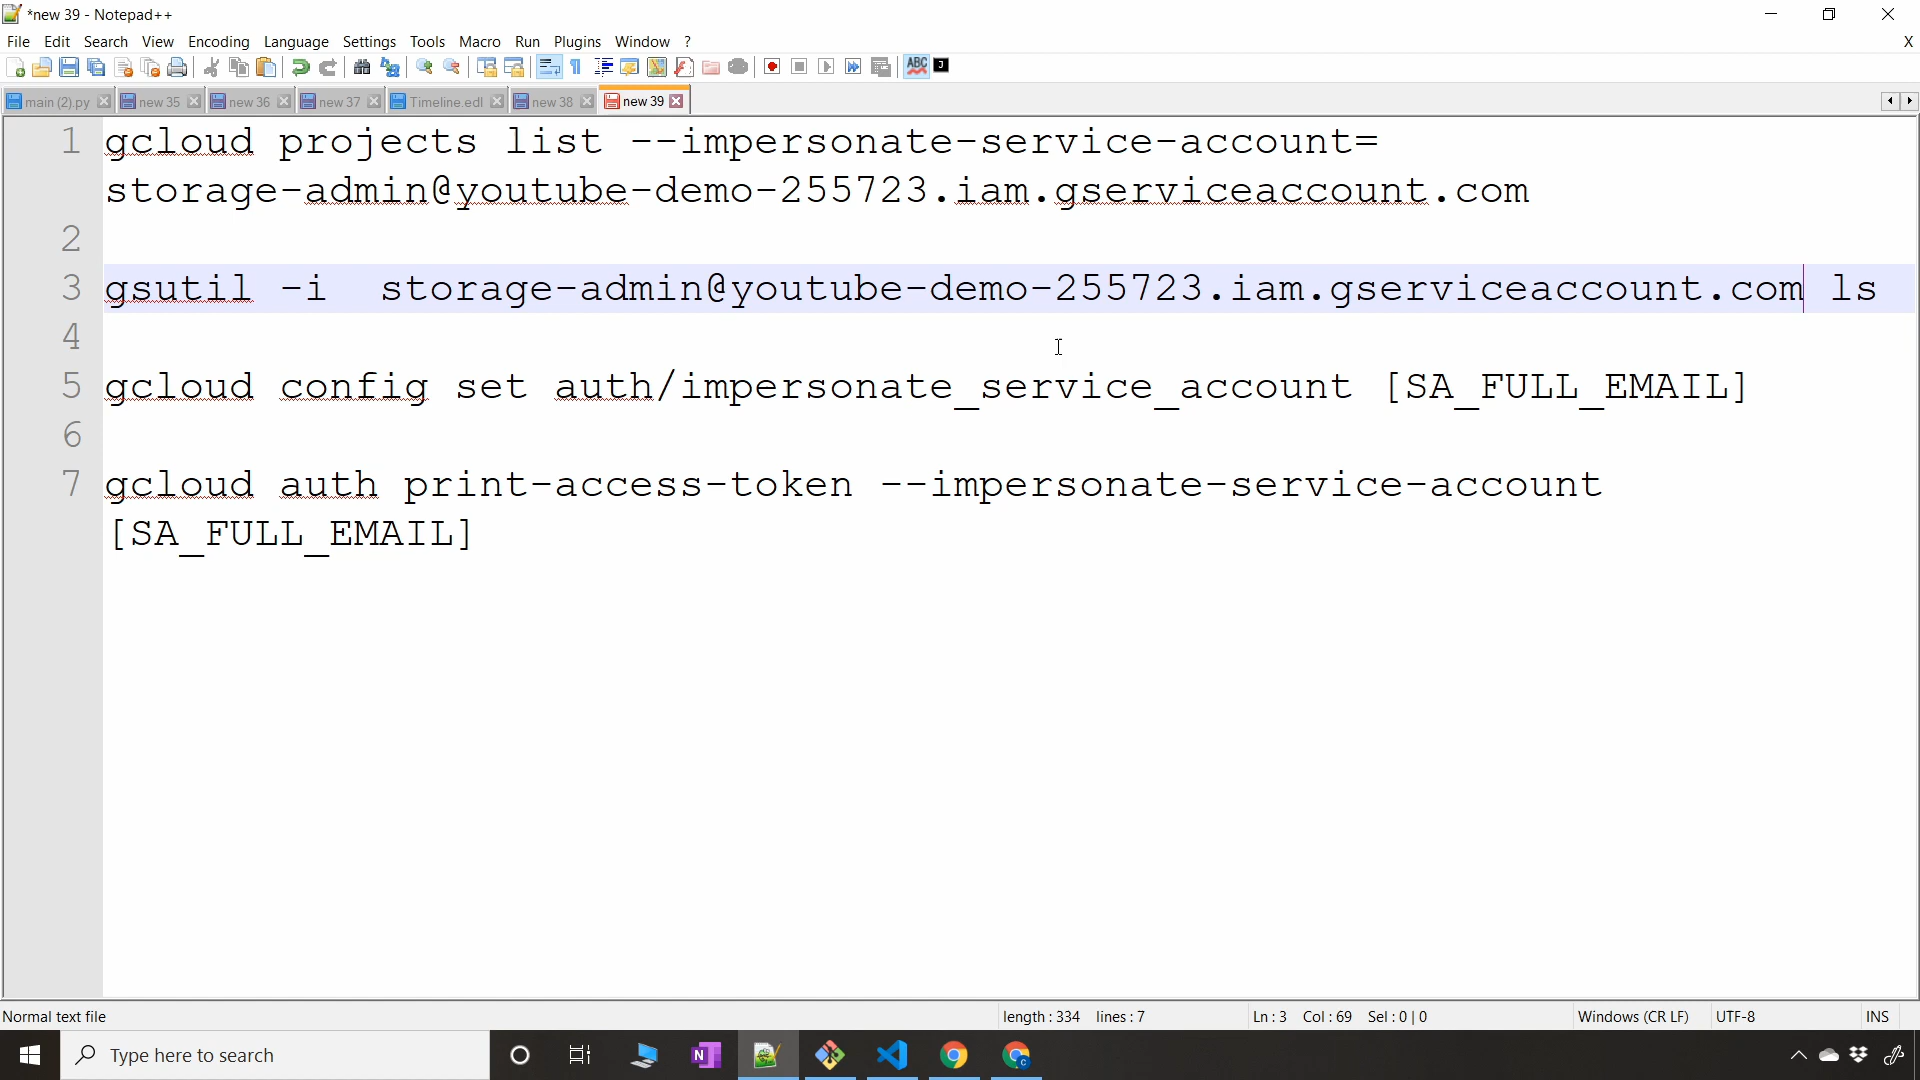 *new 39 - Notepad++
File Edit Search View Encoding Language Settings Tools Macro Run Plugins Window ? X
ABC
main (2).py new 35 new 36 new 37 Timeline.edl new 38 new 39
1 gcloud projects list --impersonate-service-account=
storage-admin@youtube-demo-255723.iam.gserviceaccount.com
2
3 gsutil -i  storage-admin@youtube-demo-255723.iam.gserviceaccount.com ls
4
5 gcloud config set auth/impersonate_service_account [SA_FULL_EMAIL]
6
7 gcloud auth print-access-token --impersonate-service-account
[SA_FULL_EMAIL]
Normal text file length : 334 lines : 7 Ln : 3 Col : 69 Sel : 0 | 0 Windows (CR LF) UTF-8 INS
Type here to search